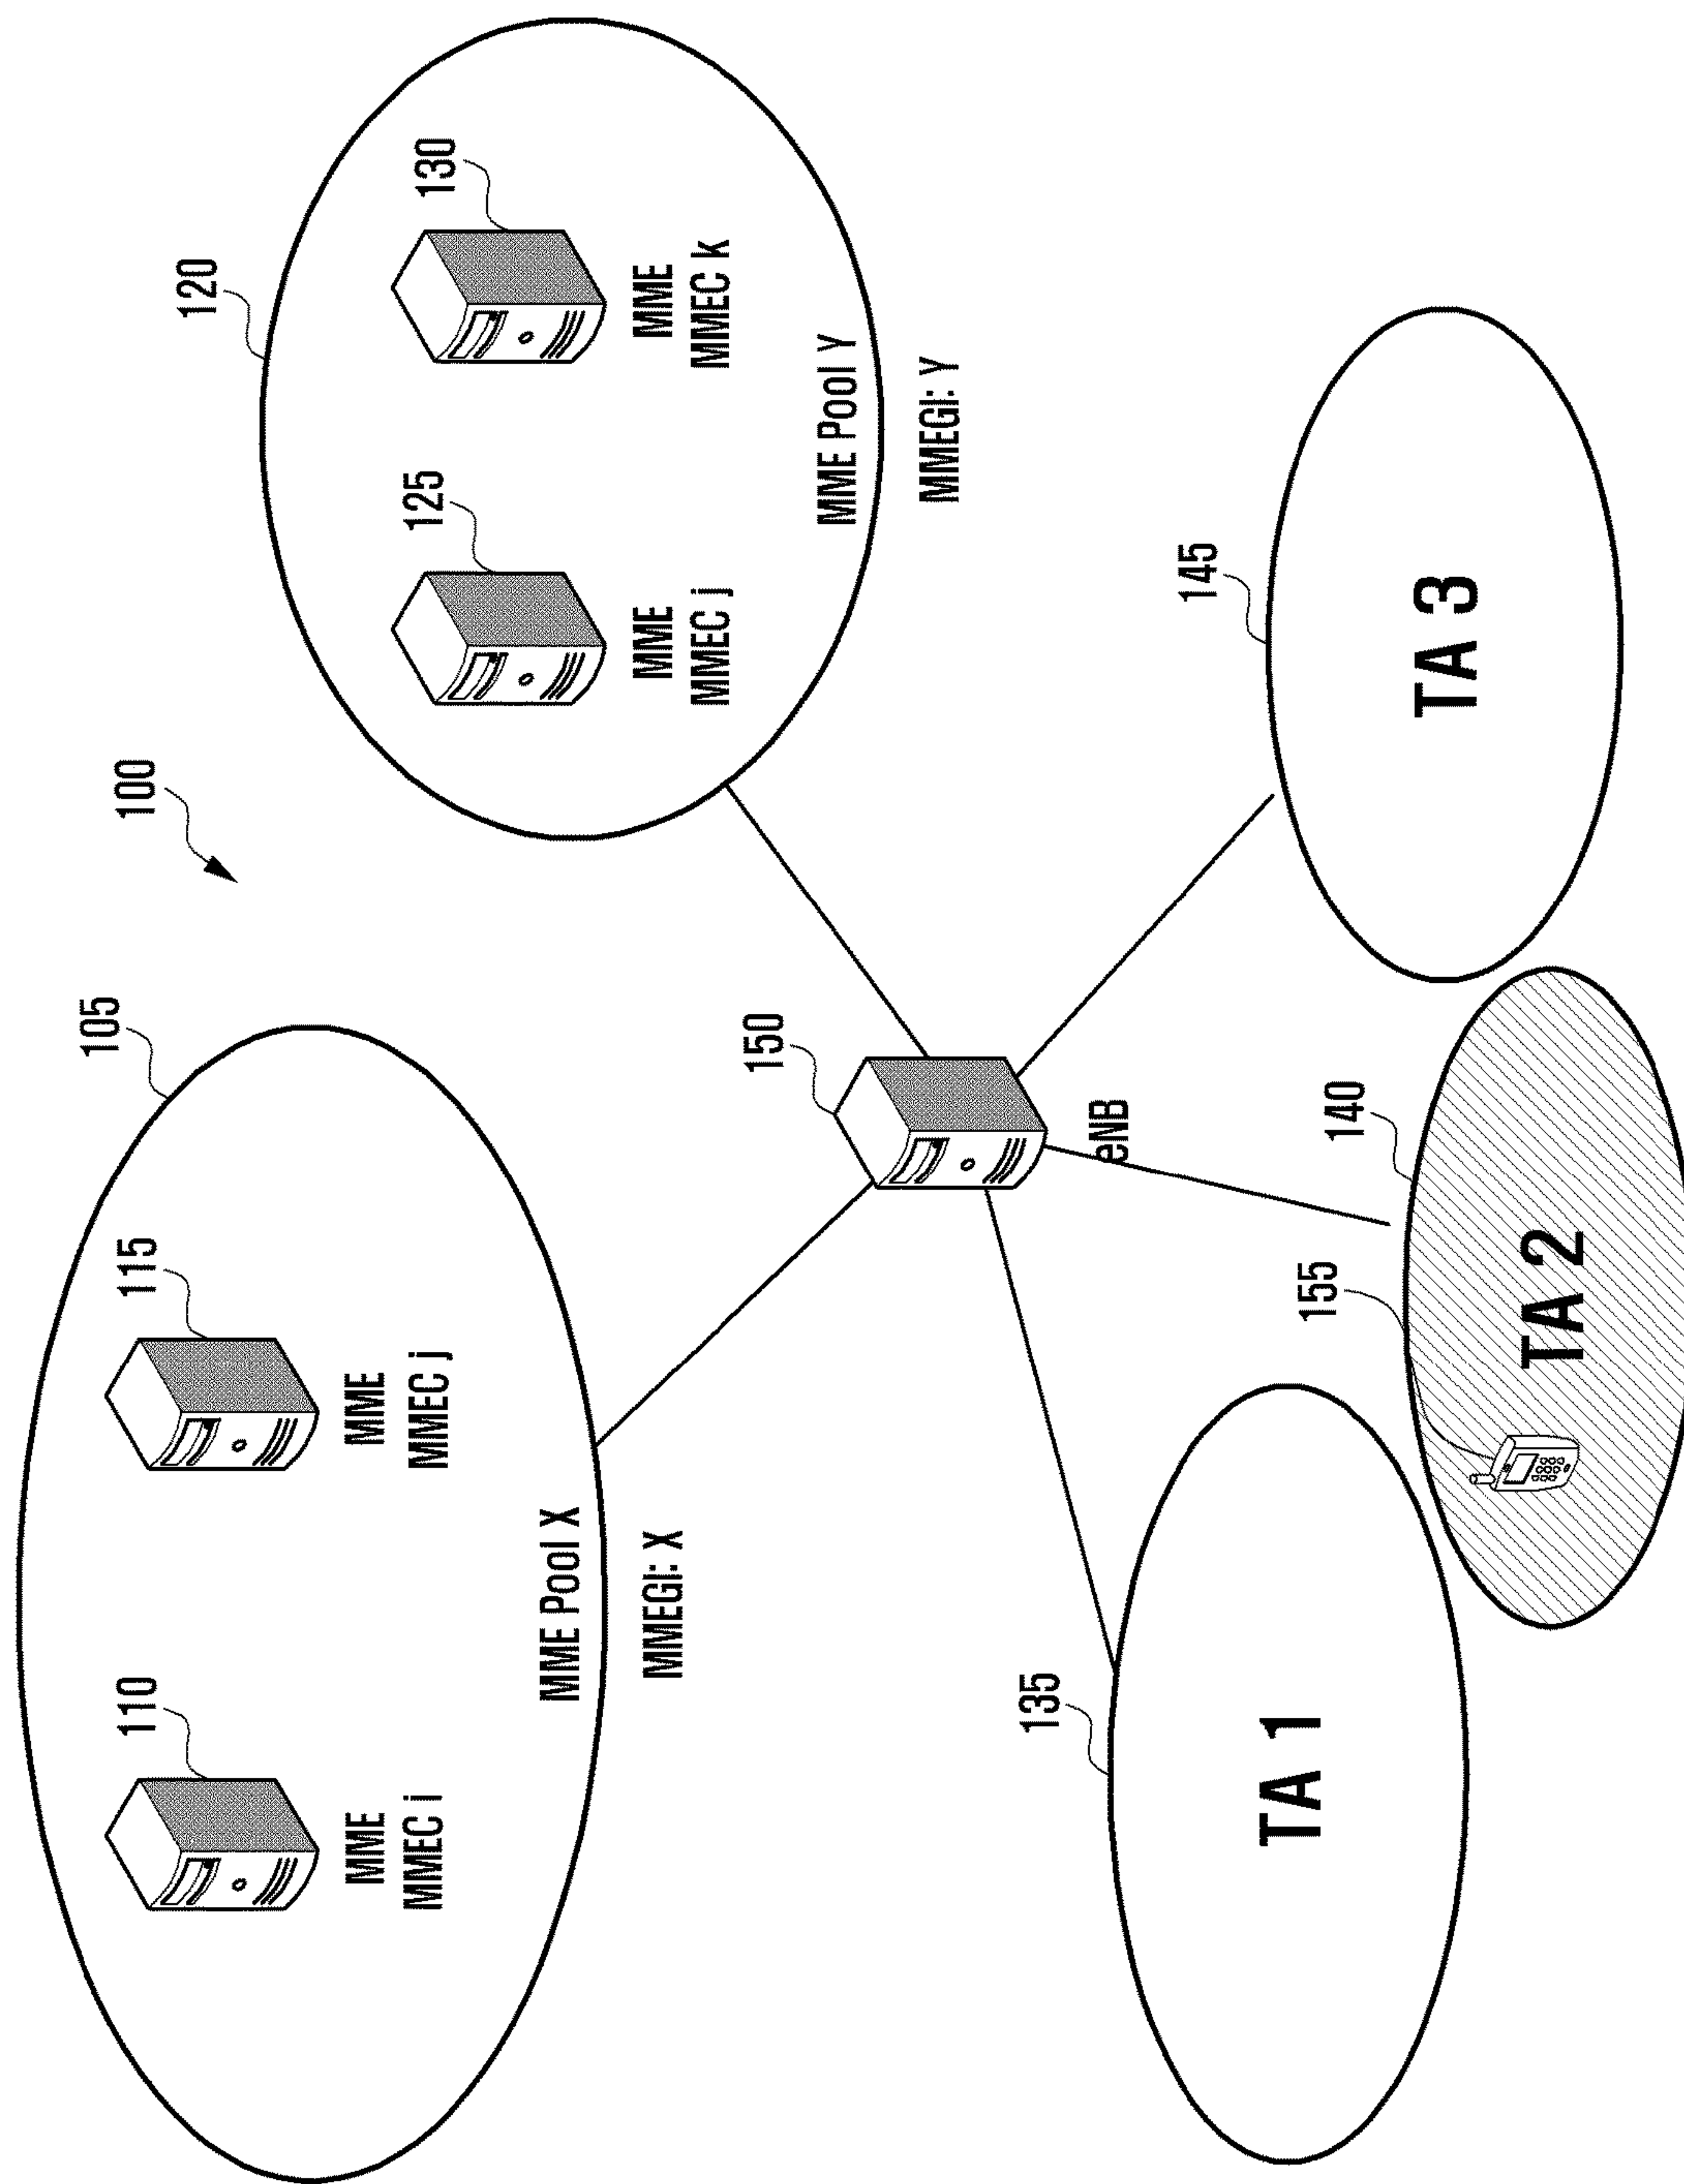 100
105
110
115
MME
MMEC i
MME
MMEC j
MME Pool X
MMEGI: X
120
125
130
MME
MMEC j
MME
MMEC k
MME Pool Y
MMEGI: Y
150
eNB
135
TA 1
155
140
TA 2
145
TA 3